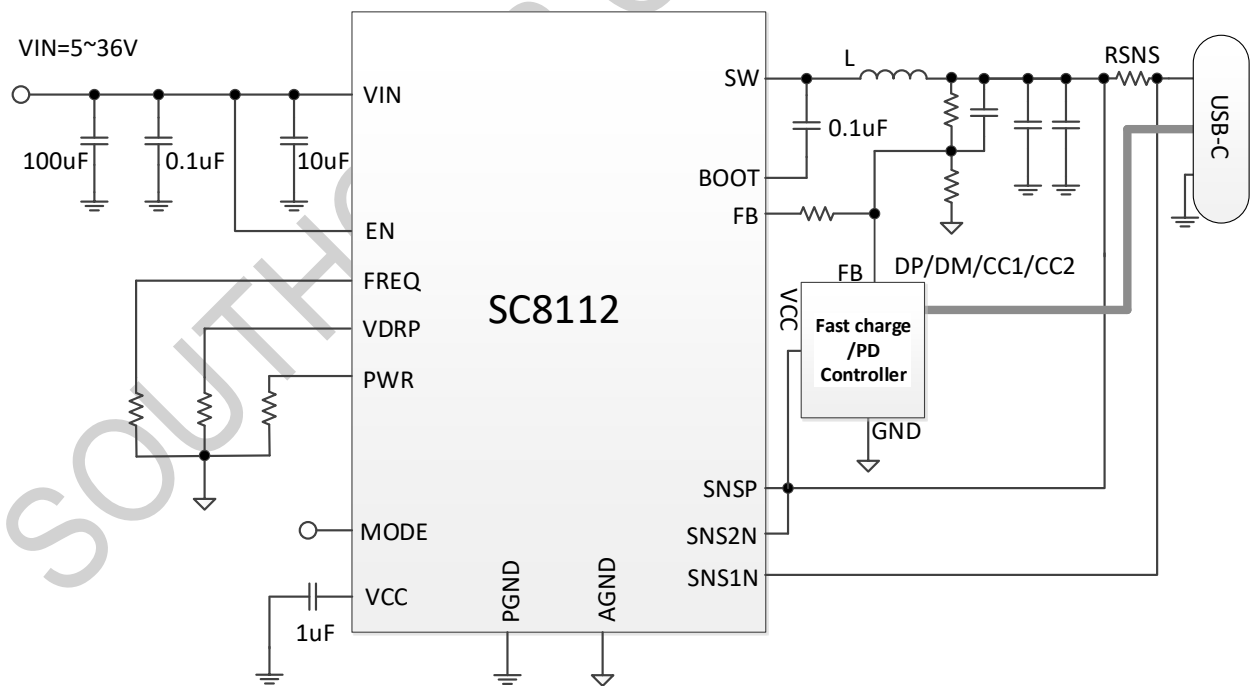 VIN=5~36V
100uF
0.1uF
10uF
VIN
EN
FREQ
VDRP
PWR
MODE
VCC
1uF
SC8112
PGND
AGND
SW
BOOT
FB
SNSP
SNS2N
SNS1N
L
0.1uF
RSNS
USB-C
DP/DM/CC1/CC2
FB
VCC
Fast charge
/PD
Controller
GND